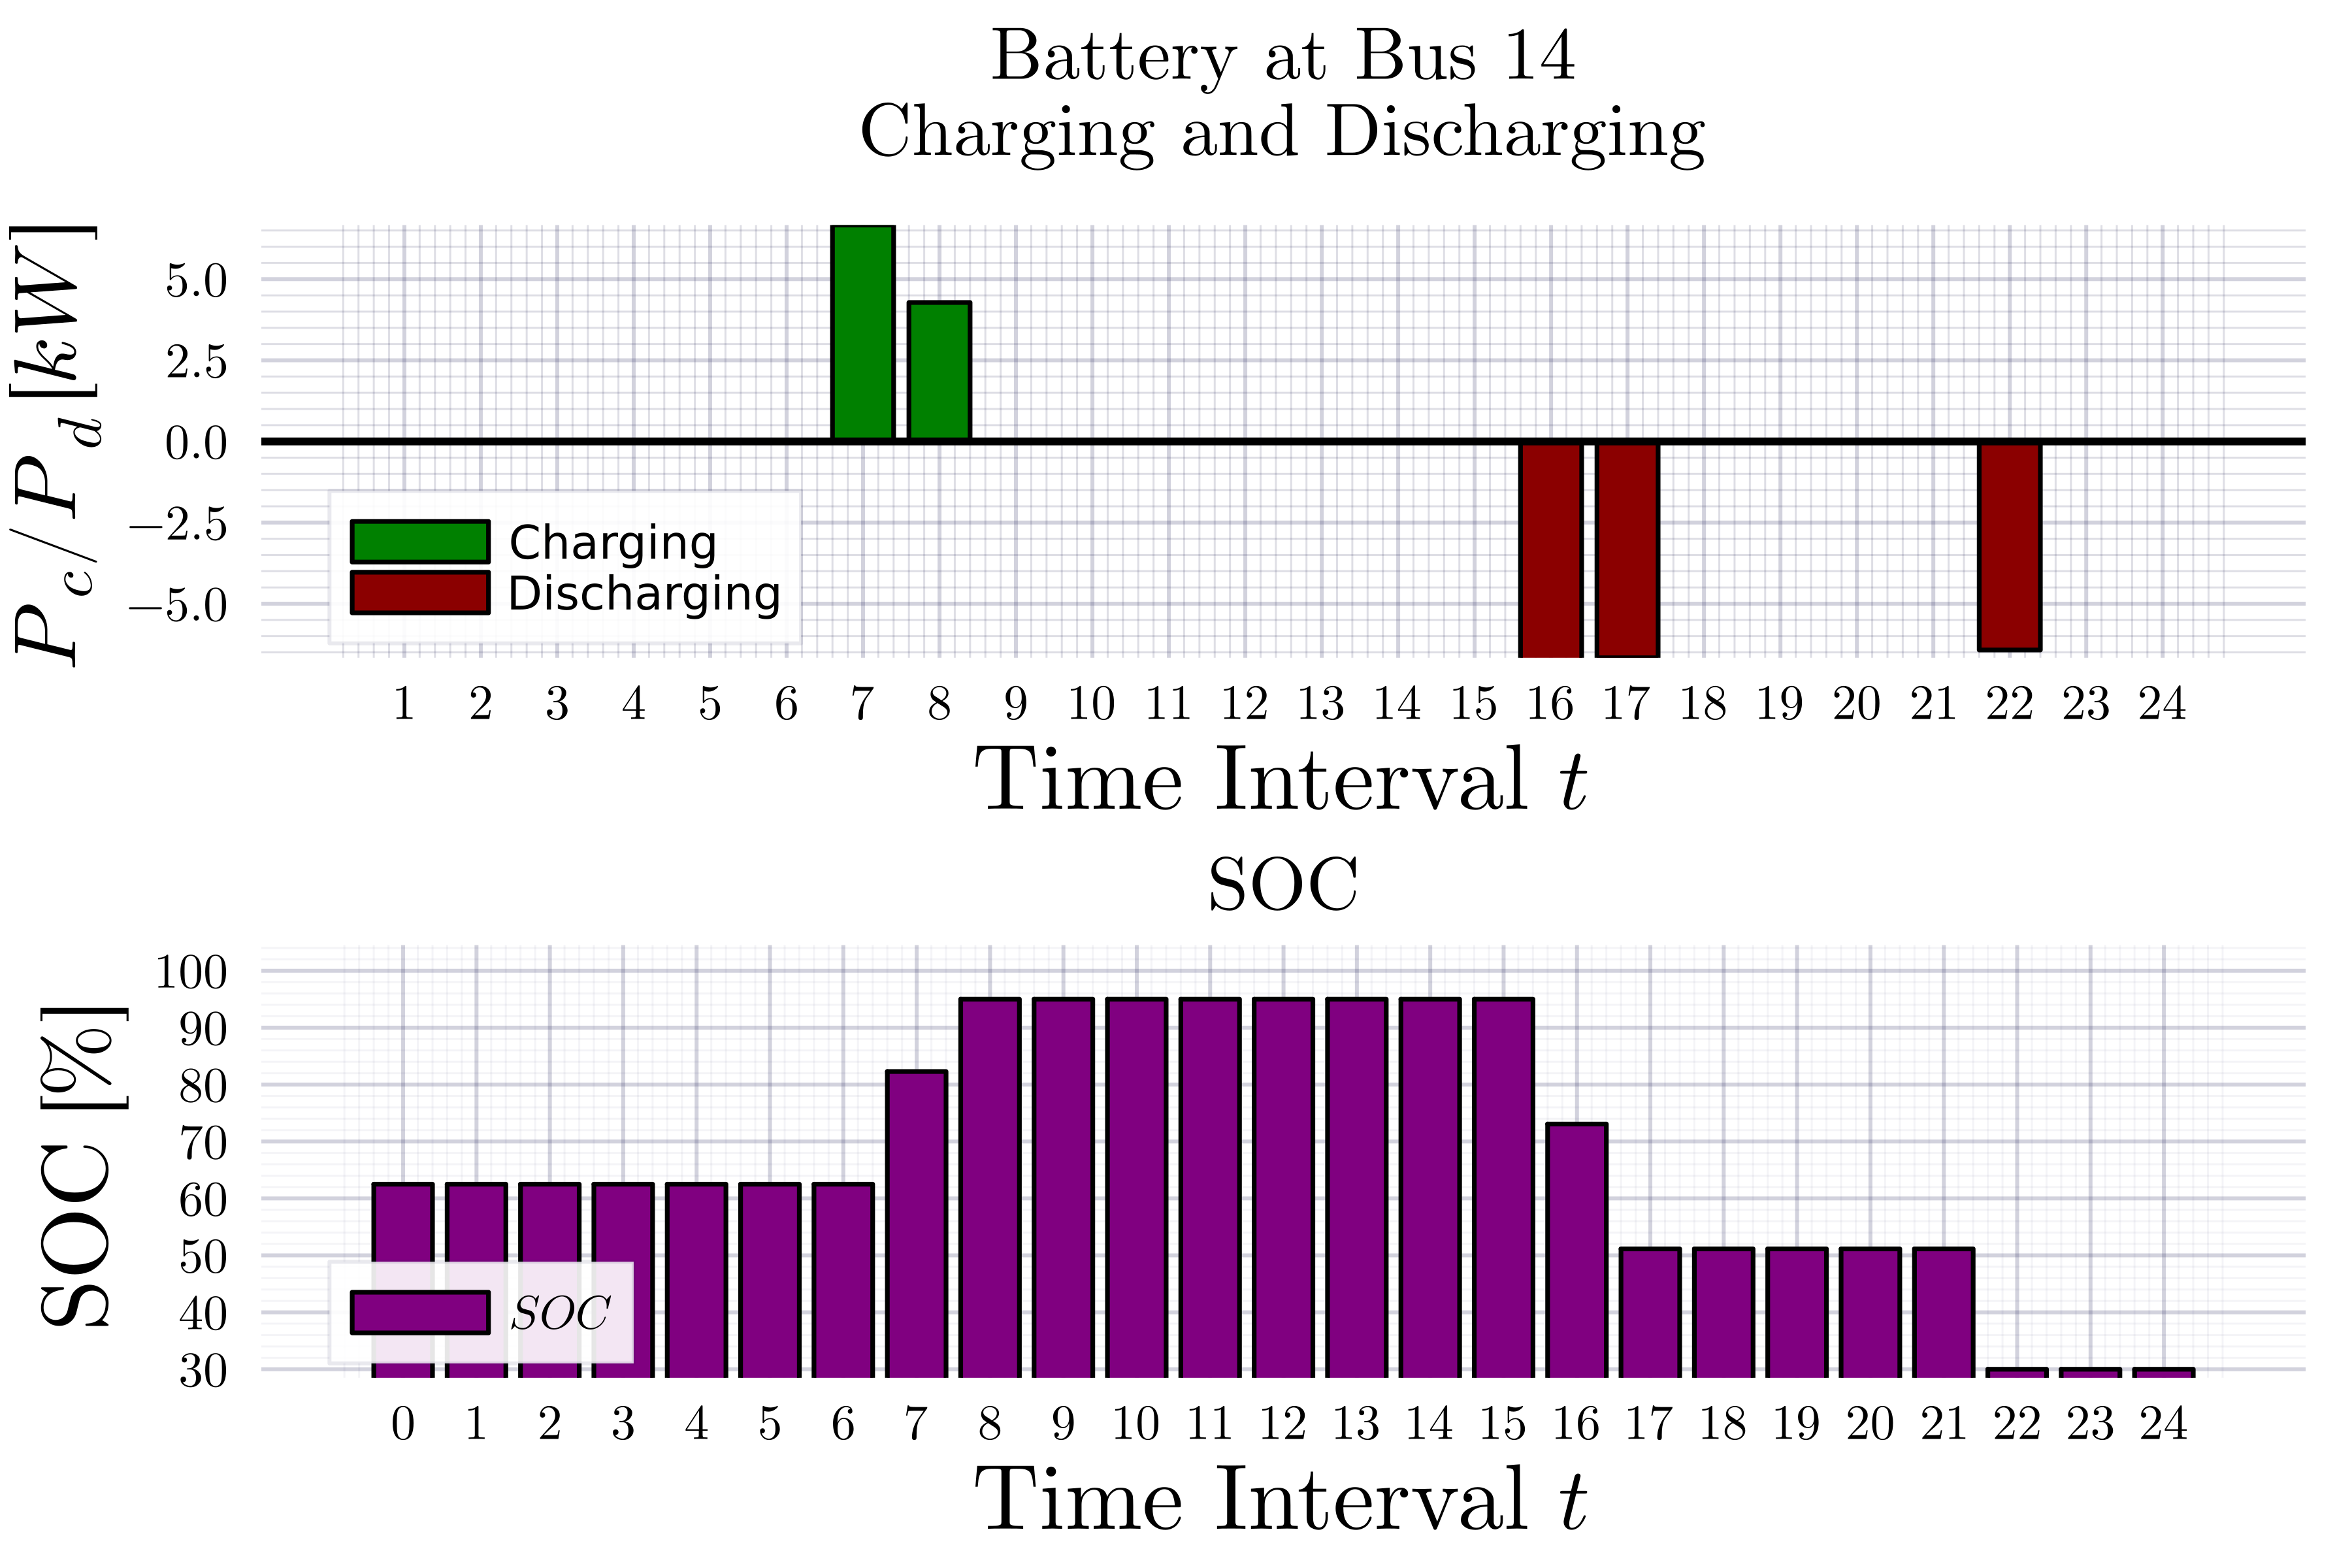 Battery at Bus 14
Charging and Discharging
P_c/P_d [kW]
5.0
2.5
0.0
−2.5
−5.0
Charging
Discharging
1 2 3 4 5 6 7 8 9 10 11 12 13 14 15 16 17 18 19 20 21 22 23 24
Time Interval t
SOC
SOC [%]
100
90
80
70
60
50
40
30
SOC
0 1 2 3 4 5 6 7 8 9 10 11 12 13 14 15 16 17 18 19 20 21 22 23 24
Time Interval t